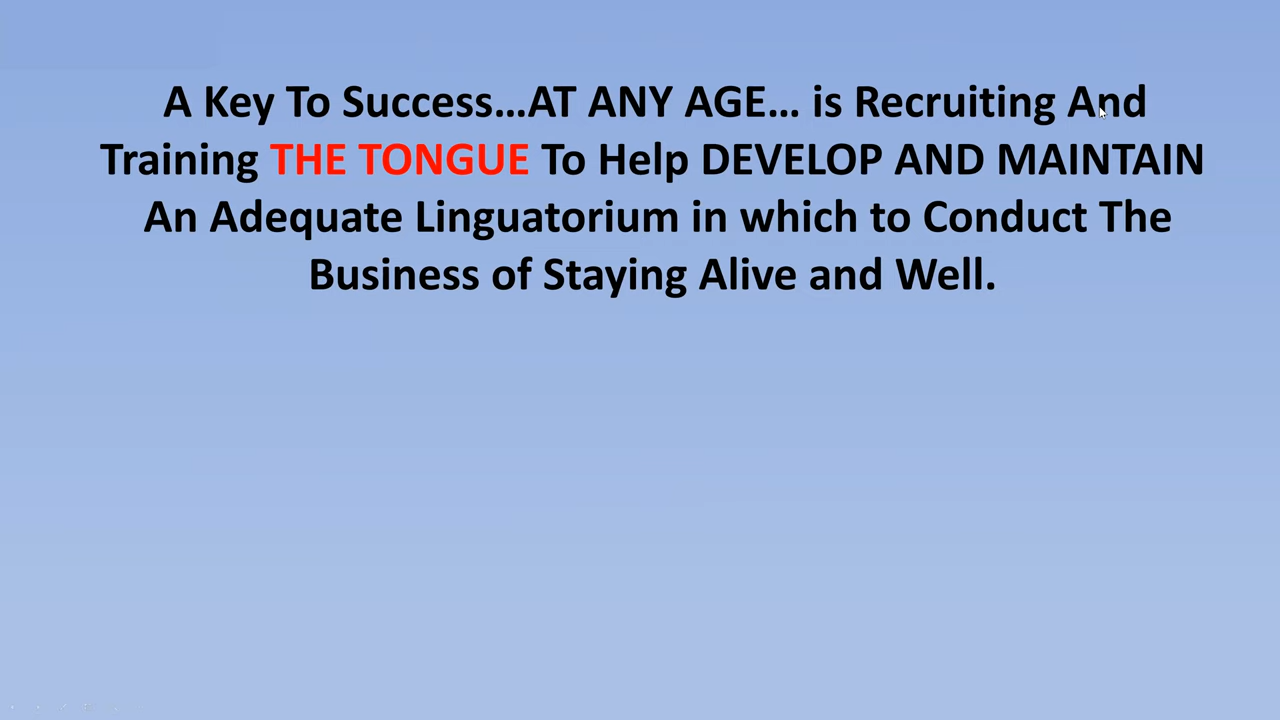 A Key To Success...AT ANY AGE... is Recruiting And
Training THE TONGUE To Help DEVELOP AND MAINTAIN
An Adequate Linguatorium in which to Conduct The
Business of Staying Alive and Well.